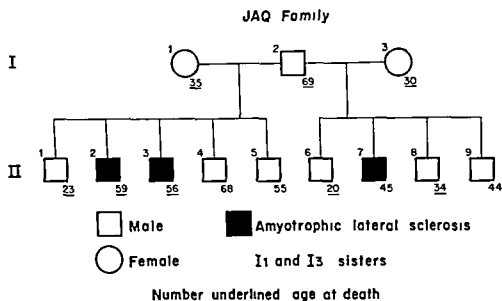 JAQ Family
I
1 2 3
35 69 30
II
1 2 3 4 5 6 7 8 9
23 59 56 68 55 20 45 34 44
Male Amyotrophic lateral sclerosis
Female I1 and I3 sisters
Number underlined age at death